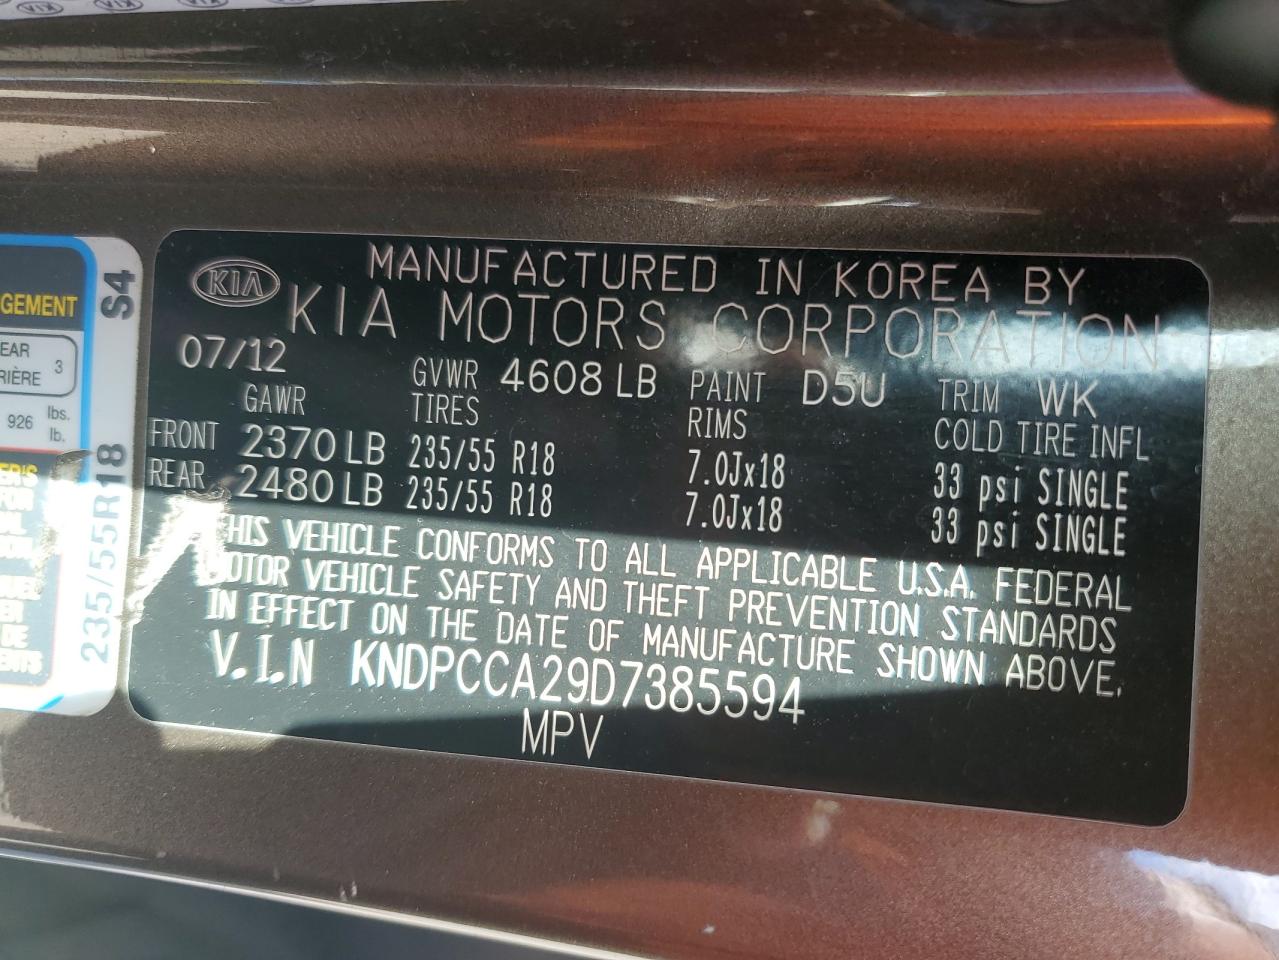 KIA
MANUFACTURED IN KOREA BY
KIA MOTORS CORPORATION
07/12
GVWR 4608 LB PAINT D5U TRIM WK
GAWR TIRES RIMS COLD TIRE INFL
FRONT 2370 LB 235/55 R18 7.0Jx18 33 psi SINGLE
REAR 2480 LB 235/55 R18 7.0Jx18 33 psi SINGLE
THIS VEHICLE CONFORMS TO ALL APPLICABLE U.S.A. FEDERAL
MOTOR VEHICLE SAFETY AND THEFT PREVENTION STANDARDS
IN EFFECT ON THE DATE OF MANUFACTURE SHOWN ABOVE.
V.I.N KNDPCCA29D7385594
MPV
GEMENT
EAR 3
RIÈRE
926 lbs.
lb.
ER'S
FOR
DE
ENTS
235/55R18 S4